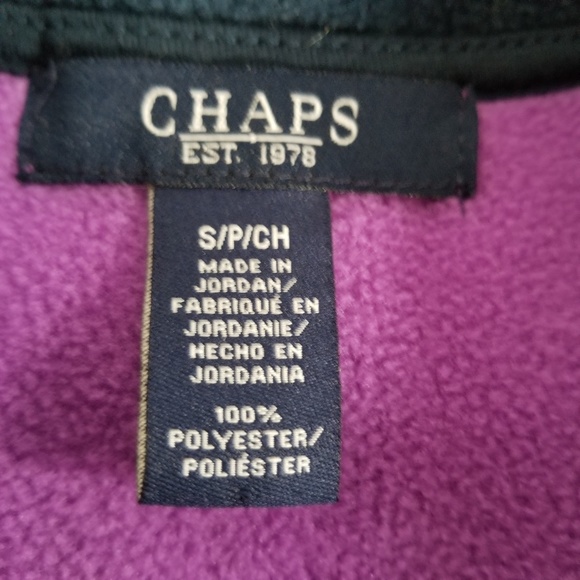 CHAPS
EST. 1978
S/P/CH
MADE IN
JORDAN/
FABRIQUÉ EN
JORDANIE/
HECHO EN
JORDANIA
100%
POLYESTER/
POLIÉSTER